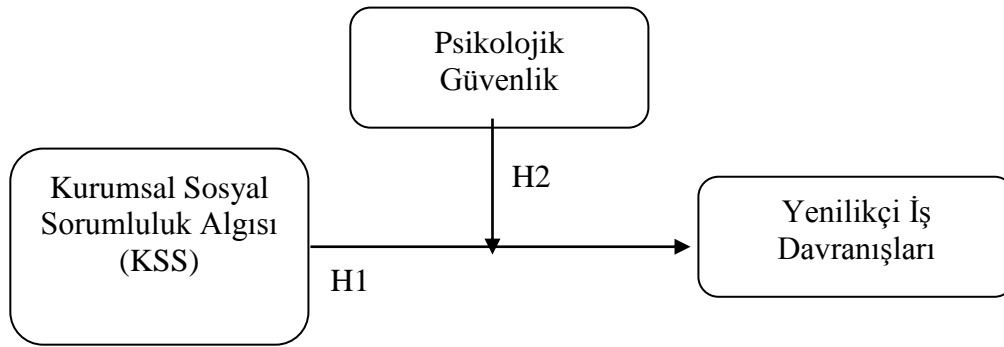 Psikolojik
Güvenlik
H2
Kurumsal Sosyal
Sorumluluk Algısı
(KSS)
H1
Yenilikçi İş
Davranışları